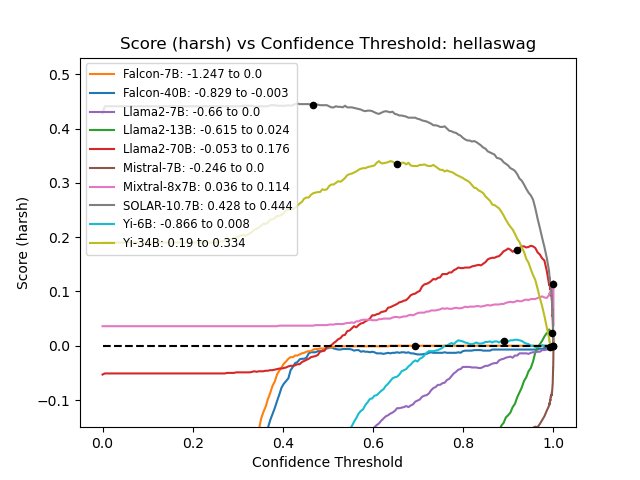 Score (harsh) vs Confidence Threshold: hellaswag
Falcon-7B: -1.247 to 0.0
Falcon-40B: -0.829 to -0.003
Llama2-7B: -0.66 to 0.0
Llama2-13B: -0.615 to 0.024
Llama2-70B: -0.053 to 0.176
Mistral-7B: -0.246 to 0.0
Mixtral-8x7B: 0.036 to 0.114
SOLAR-10.7B: 0.428 to 0.444
Yi-6B: -0.866 to 0.008
Yi-34B: 0.19 to 0.334
Score (harsh)
0.5
0.4
0.3
0.2
0.1
0.0
−0.1
0.0 0.2 0.4 0.6 0.8 1.0
Confidence Threshold